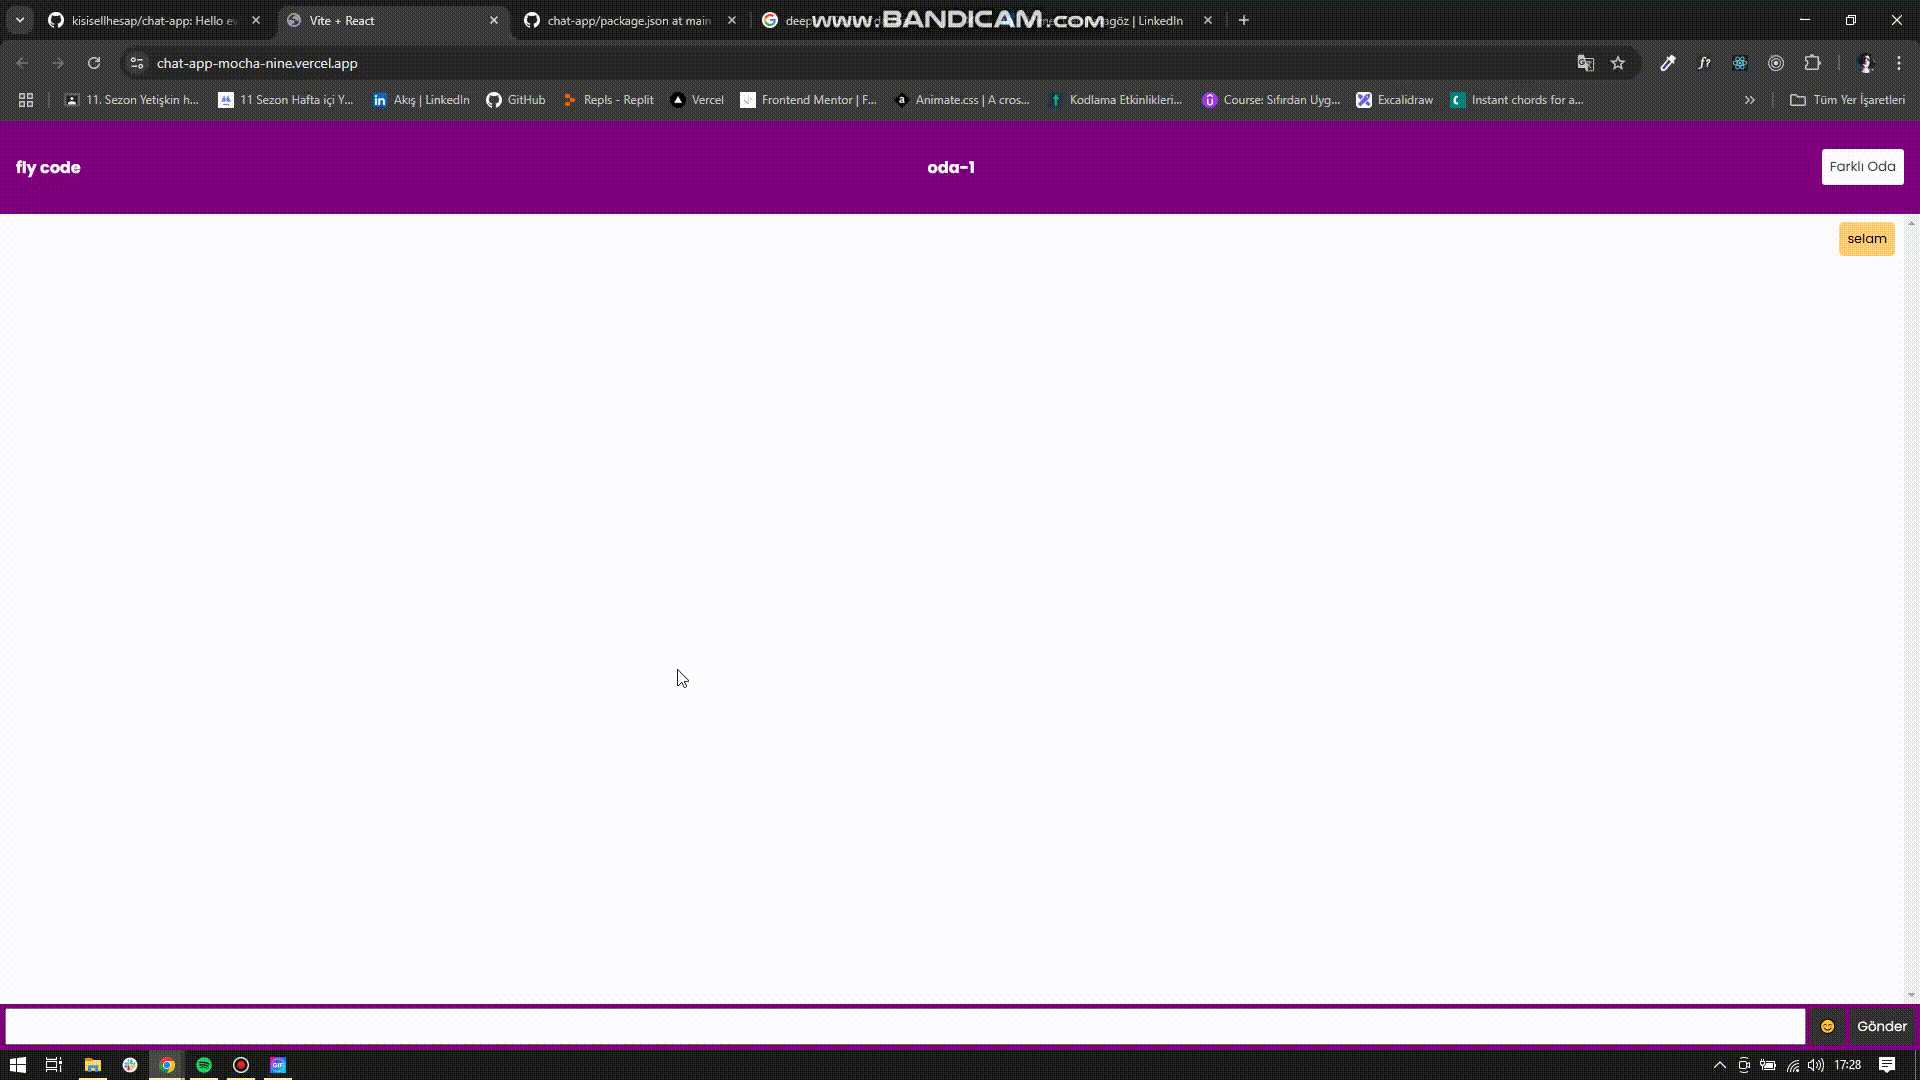 kisisellhesap/chat-app: Hello ev
Vite + React
chat-app/package.json at main
deep
www.BANDICAM.com
agöz | LinkedIn
chat-app-mocha-nine.vercel.app
11. Sezon Yetişkin h...
11 Sezon Hafta içi Y...
Akış | LinkedIn
GitHub
Repls - Replit
Vercel
Frontend Mentor | F...
Animate.css | A cros...
Kodlama Etkinlikleri...
Course: Sıfırdan Uyg...
Excalidraw
Instant chords for a...
Tüm Yer İşaretleri
fly code
oda-1
Farklı Oda
selam
Gönder
17:28